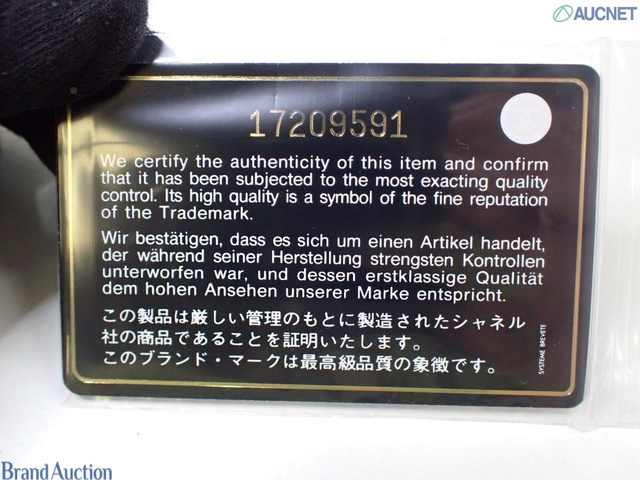 AUCNET
17209591
We certify the authenticity of this item and confirm
that it has been subjected to the most exacting quality
control. Its high quality is a symbol of the fine reputation
of the Trademark.
Wir bestätigen, dass es sich um einen Artikel handelt,
der während seiner Herstellung strengsten Kontrollen
unterworfen war, und dessen erstklassige Qualität
dem hohen Ansehen unserer Marke entspricht.
この製品は厳しい管理のもとに製造されたシャネル
社の商品であることを証明いたします。
このブランド・マークは最高級品質の象徴です。
SYSTEME BREVETE
Brand Auction